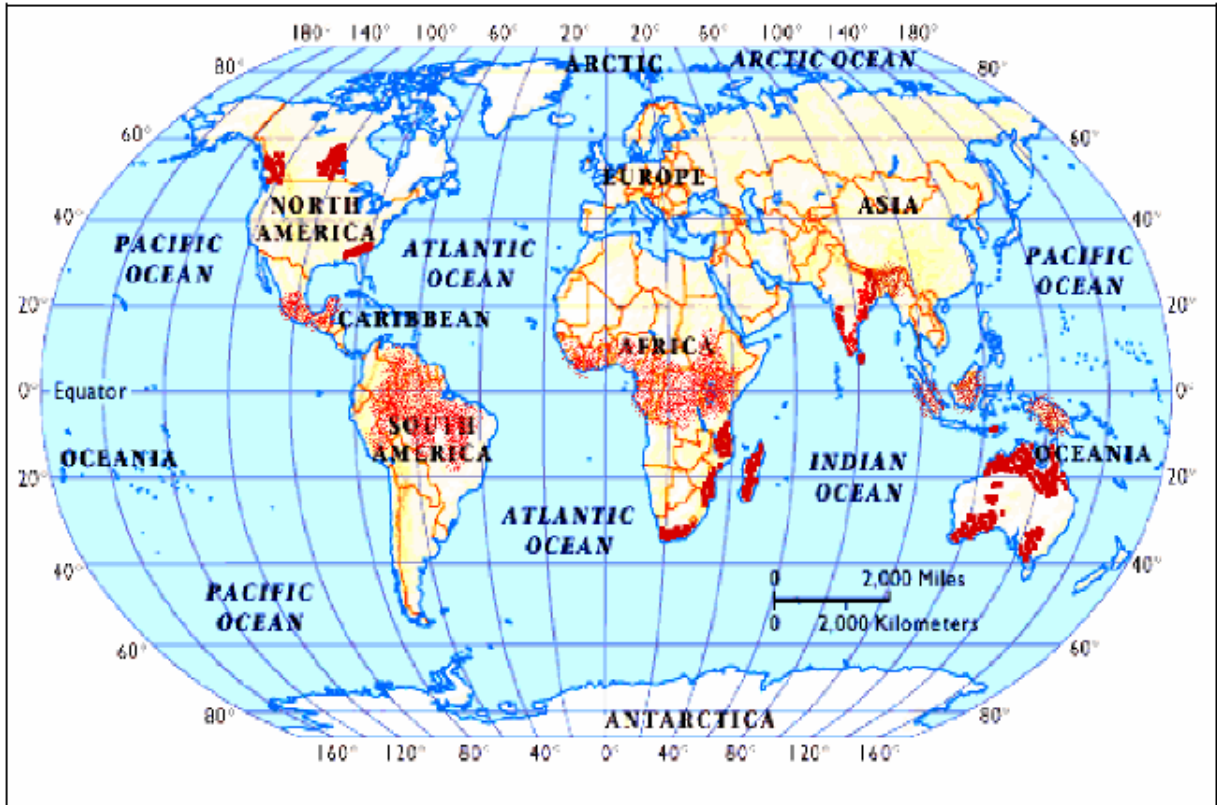 180° 140° 100° 60° 20° 20° 60° 100° 140° 180°
ARCTIC
ARCTIC OCEAN
80° 80°
60° 60°
EUROPE
NORTH
AMERICA
ASIA
40° 40°
PACIFIC
OCEAN
ATLANTIC
OCEAN
PACIFIC
OCEAN
20° 20°
CARIBBEAN
AFRICA
0° Equator 0°
SOUTH
AMERICA
OCEANIA
INDIAN
OCEAN
OCEANIA
20° 20°
ATLANTIC
OCEAN
40° 40°
PACIFIC
OCEAN
0 2,000 Miles
0 2,000 Kilometers
60° 60°
80° 80°
ANTARCTICA
160° 120° 80° 40° 0° 40° 80° 120° 160°